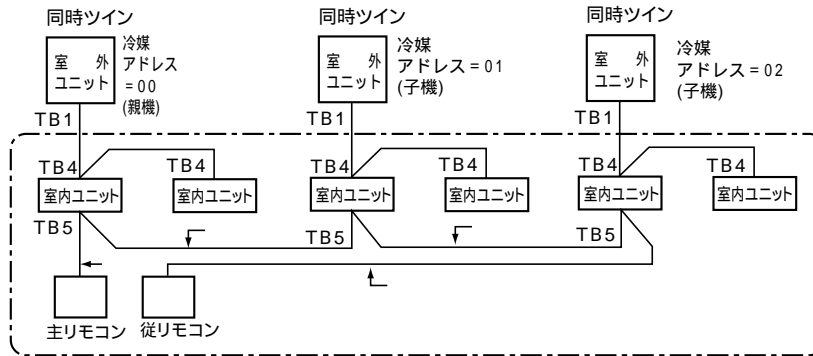 同時ツイン
室 外
ユニット
冷媒
アドレス
=00
(親機)
TB1
同時ツイン
室 外
ユニット
冷媒
アドレス=01
(子機)
TB1
同時ツイン
室 外
ユニット
冷媒
アドレス=02
(子機)
TB1
TB4
TB4
室内ユニット
室内ユニット
TB5
TB4
TB4
室内ユニット
室内ユニット
TB5
TB4
TB4
室内ユニット
室内ユニット
TB5
主リモコン
従リモコン